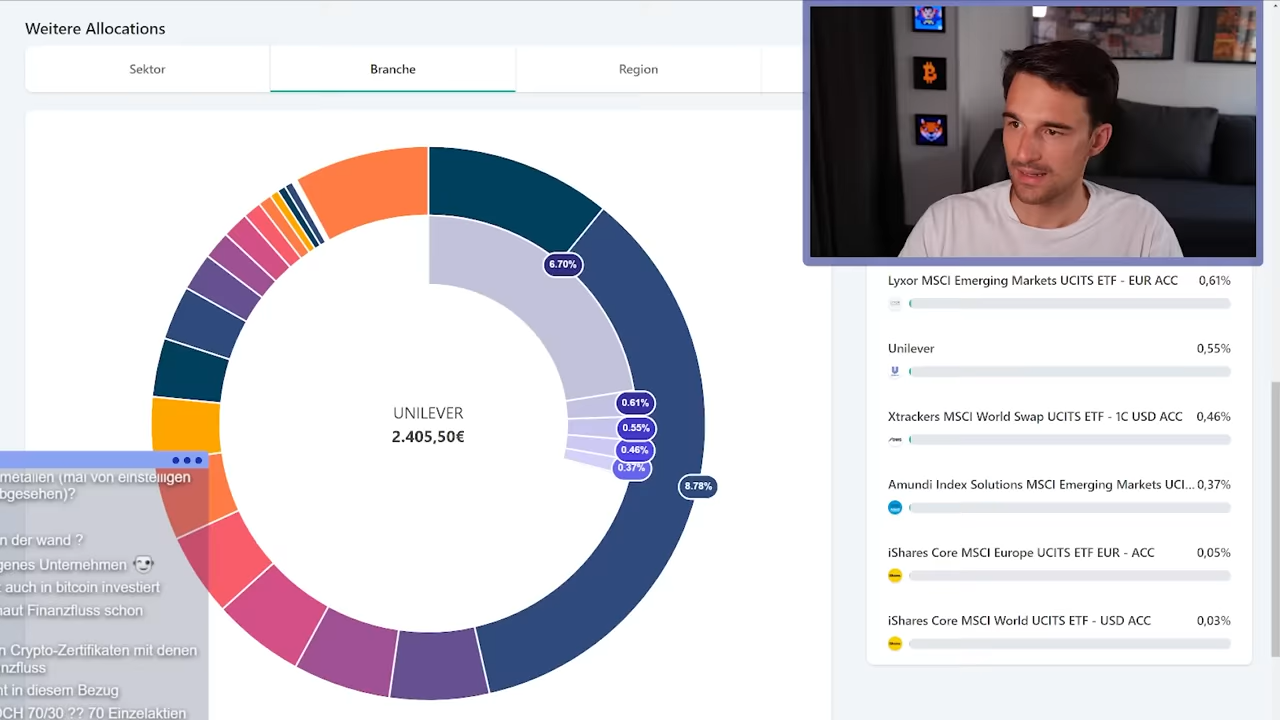 Weitere Allocations
Sektor
Branche
Region
6.70%
0.61%
0.55%
0.46%
0.37%
8.78%
UNILEVER
2.405,50€
Lyxor MSCI Emerging Markets UCITS ETF - EUR ACC 0,61%
Unilever 0,55%
Xtrackers MSCI World Swap UCITS ETF - 1C USD ACC 0,46%
Amundi Index Solutions MSCI Emerging Markets UCI... 0,37%
iShares Core MSCI Europe UCITS ETF EUR - ACC 0,05%
iShares Core MSCI World UCITS ETF - USD ACC 0,03%
metallen (mal von einstelligen
bgesehen)?
n der wand ?
genes Unternehmen
auch in bitcoin investiert
haut Finanzfluss schon
n Crypto-Zertifikaten mit denen
nzfluss
nt in diesem Bezug
OCH 70/30 ?? 70 Einzelaktien